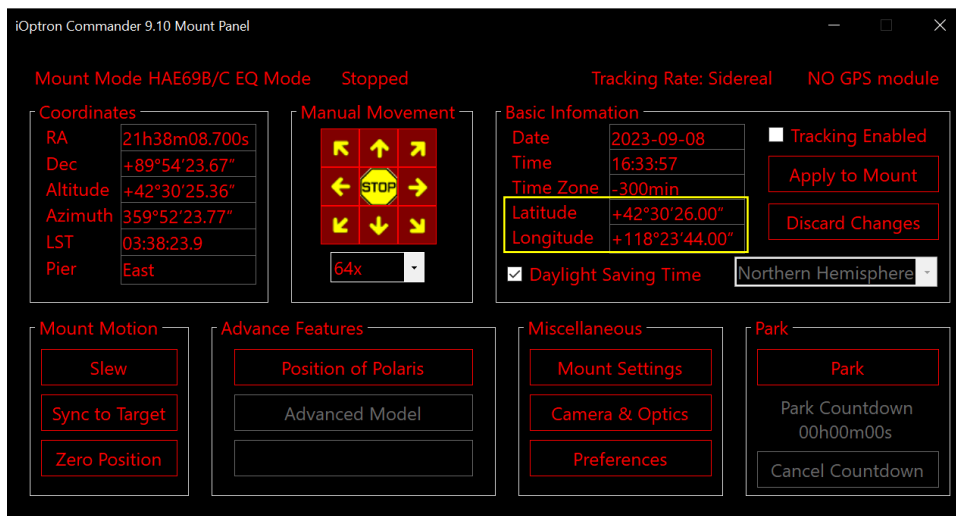 iOptron Commander 9.10 Mount Panel
Mount Mode HAE69B/C EQ Mode Stopped Tracking Rate: Sidereal NO GPS module
Coordinates
RA 21h38m08.700s
Dec +89°54'23.67"
Altitude +42°30'25.36"
Azimuth 359°52'23.77"
LST 03:38:23.9
Pier East
Manual Movement
STOP
64x
Basic Infomation
Date 2023-09-08
Time 16:33:57
Time Zone -300min
Latitude +42°30'26.00"
Longitude +118°23'44.00"
Daylight Saving Time
Tracking Enabled
Apply to Mount
Discard Changes
Northern Hemisphere
Mount Motion
Slew
Sync to Target
Zero Position
Advance Features
Position of Polaris
Advanced Model
Miscellaneous
Mount Settings
Camera & Optics
Preferences
Park
Park
Park Countdown
00h00m00s
Cancel Countdown